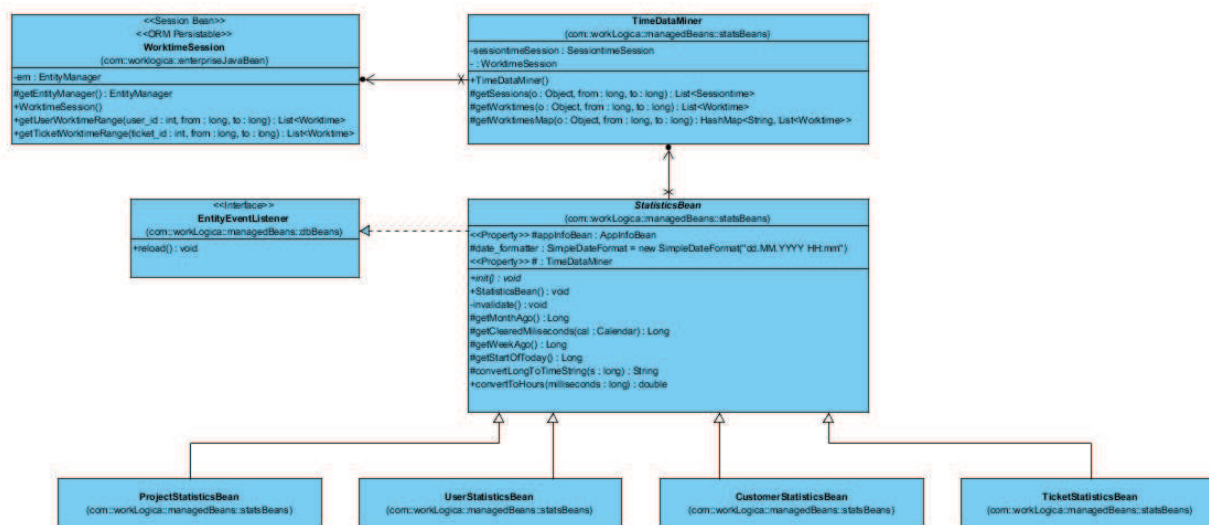 <<Session Bean>>
<<ORM Persistable>>
WorktimeSession
(com::worklogica::enterpriseJavaBean)
-em : EntityManager
#getEntityManager() : EntityManager
+WorktimeSession()
+getUserWorktimeRange(user_id : int, from : long, to : long) : List<Worktime>
+getTicketWorktimeRange(ticket_id : int, from : long, to : long) : List<Worktime>
TimeDataMiner
(com::workLogica::managedBeans::statsBeans)
-sessiontimeSession : SessiontimeSession
- : WorktimeSession
+TimeDataMiner()
#getSessions(o : Object, from : long, to : long) : List<Sessiontime>
#getWorktimes(o : Object, from : long, to : long) : List<Worktime>
#getWorktimesMap(o : Object, from : long, to : long) : HashMap<String, List<Worktime>>
<<Interface>>
EntityEventListener
(com::workLogica::managedBeans::dbBeans)
+reload() : void
StatisticsBean
(com::workLogica::managedBeans::statsBeans)
<<Property>> #appInfoBean : AppInfoBean
#date_formatter : SimpleDateFormat = new SimpleDateFormat("dd.MM.YYYY HH:mm")
<<Property>> # : TimeDataMiner
+init() : void
+StatisticsBean() : void
-invalidate() : void
#getMonthAgo() : Long
#getClearedMiliseconds(cal : Calendar) : Long
#getWeekAgo() : Long
#getStartOfToday() : Long
#convertLongToTimeString(s : long) : String
+convertToHours(milliseconds : long) : double
ProjectStatisticsBean
(com::workLogica::managedBeans::statsBeans)
UserStatisticsBean
(com::workLogica::managedBeans::statsBeans)
CustomerStatisticsBean
(com::workLogica::managedBeans::statsBeans)
TicketStatisticsBean
(com::workLogica::managedBeans::statsBeans)